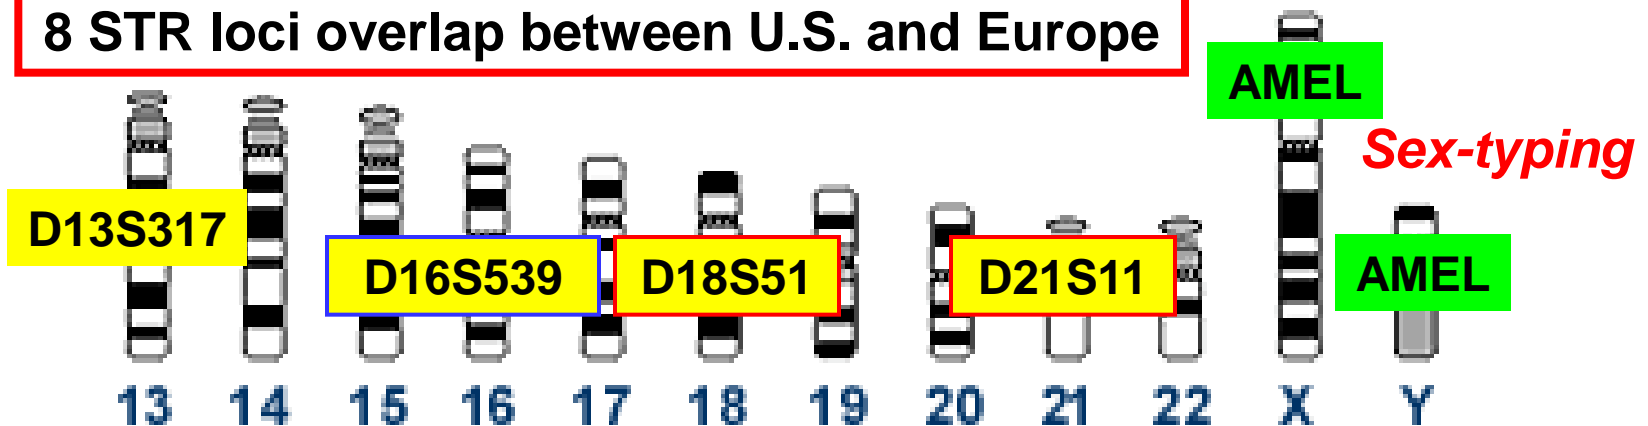 8 STR loci overlap between U.S. and Europe
AMEL
Sex-typing
D13S317
D16S539
D18S51
D21S11
AMEL
13 14 15 16 17 18 19 20 21 22 X Y